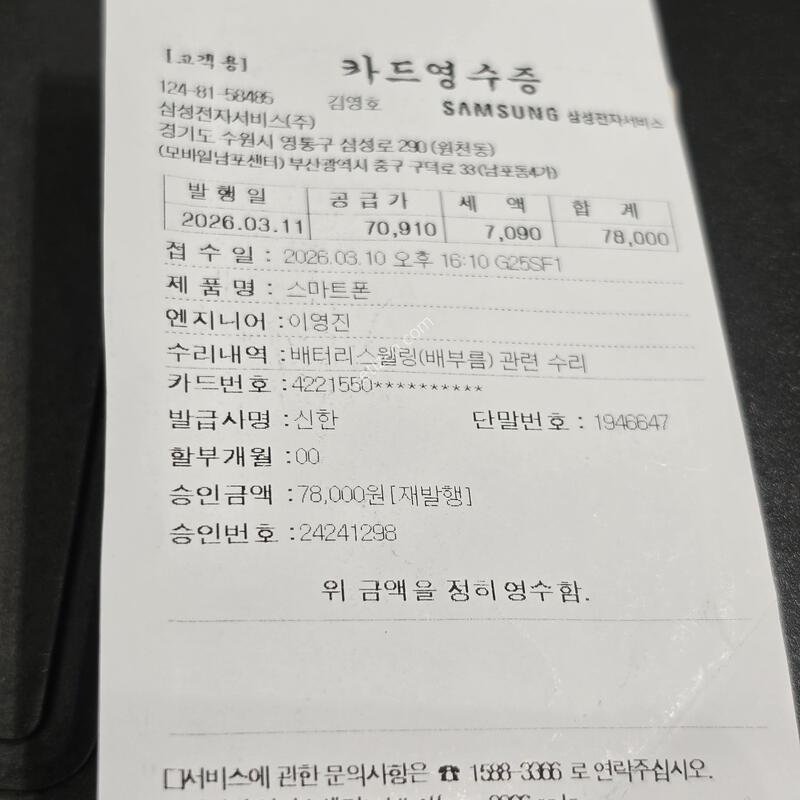 [고객용] 카드영수증
124-81-58485 김영호 SAMSUNG 삼성전자서비스
삼성전자서비스(주)
경기도 수원시 영통구 삼성로 290 (원천동)
(모바일남포센터) 부산광역시 중구 구덕로 33 (남포동4가)
발행일 공급가 세액 합계
2026.03.11 70,910 7,090 78,000
접수일 : 2026.03.10 오후 16:10 G25SF1
제품명 : 스마트폰
엔지니어 : 이영진
수리내역 : 배터리스웰링(배부름) 관련 수리
카드번호 : 4221550**********
발급사명 : 신한 단말번호 : 1946647
할부개월 : 00
승인금액 : 78,000원 [재발행]
승인번호 : 24241298
위 금액을 정히 영수함.
[]서비스에 관한 문의사항은 ☎ 1588-3366 로 연락주십시오.